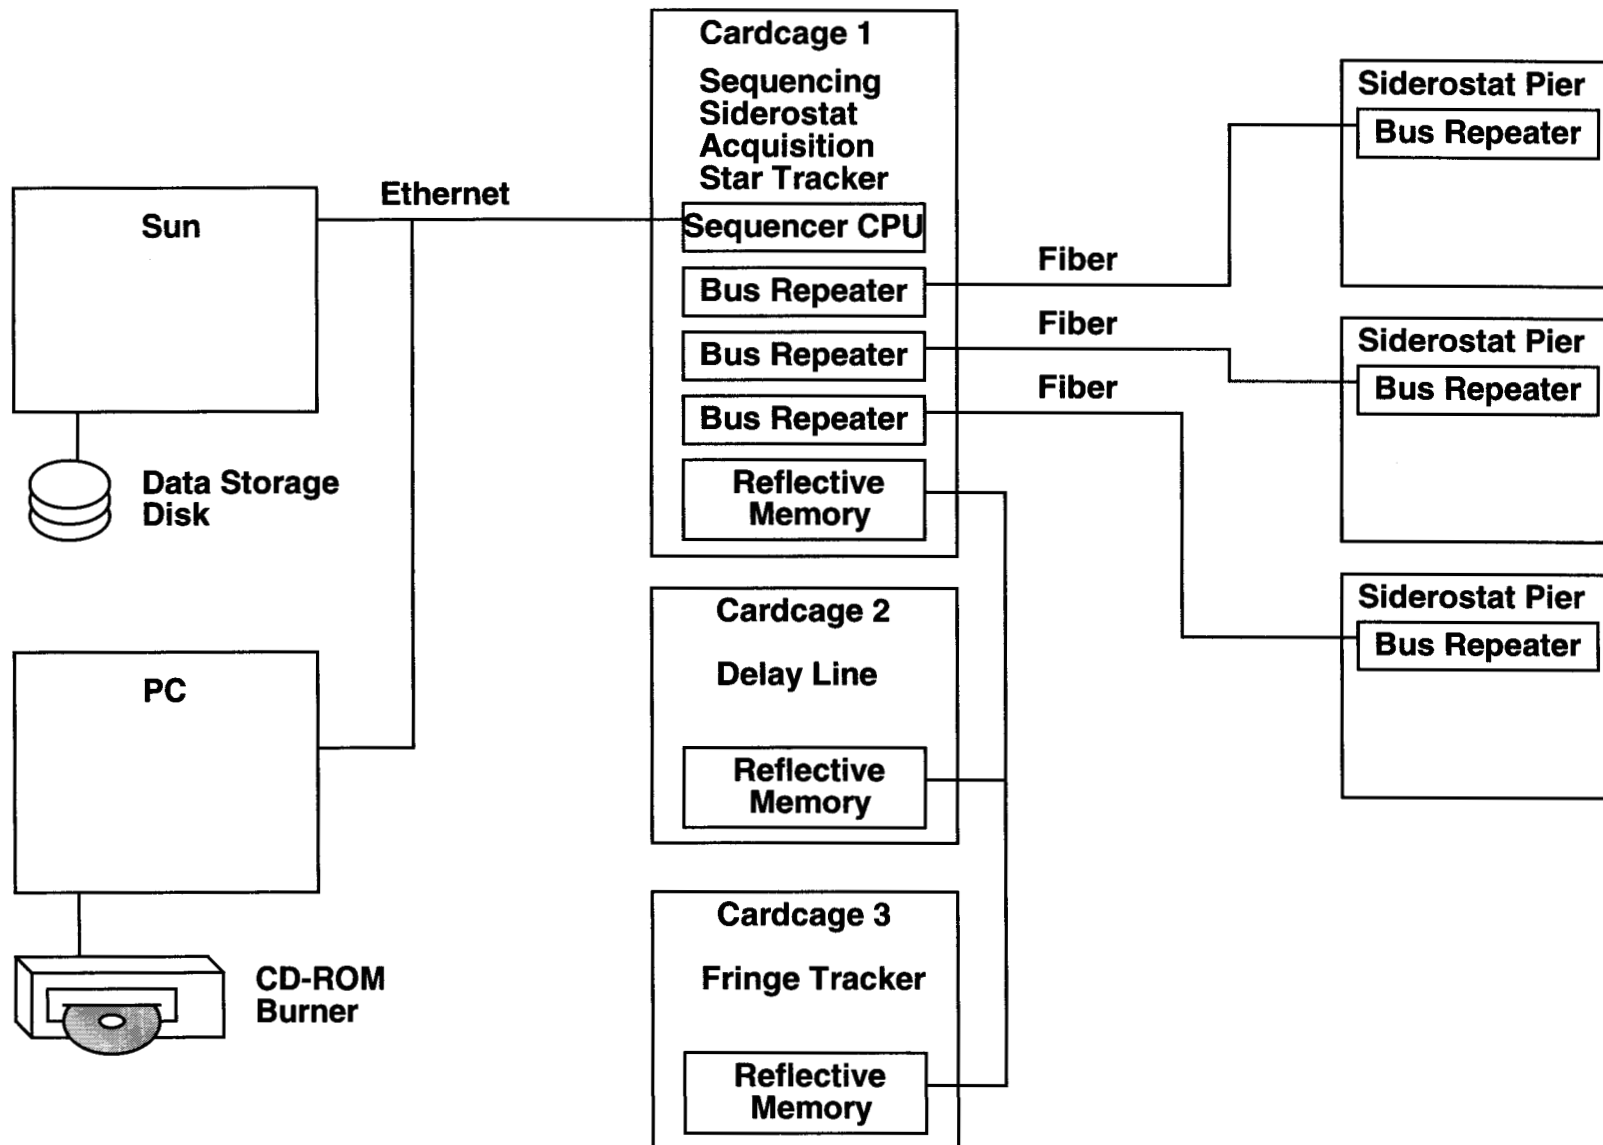 Cardcage 1
Sequencing
Siderostat
Acquisition
Star Tracker
Sequencer CPU
Bus Repeater
Bus Repeater
Bus Repeater
Reflective
Memory
Sun
Ethernet
Data Storage
Disk
PC
CD-ROM
Burner
Fiber
Fiber
Fiber
Siderostat Pier
Bus Repeater
Siderostat Pier
Bus Repeater
Siderostat Pier
Bus Repeater
Cardcage 2
Delay Line
Reflective
Memory
Cardcage 3
Fringe Tracker
Reflective
Memory